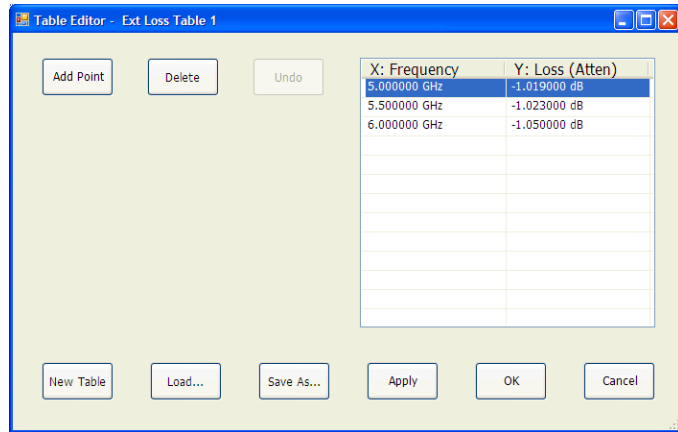 Table Editor - Ext Loss Table 1
Add Point Delete Undo
X: Frequency Y: Loss (Atten)
5.000000 GHz -1.019000 dB
5.500000 GHz -1.023000 dB
6.000000 GHz -1.050000 dB
New Table Load... Save As... Apply OK Cancel